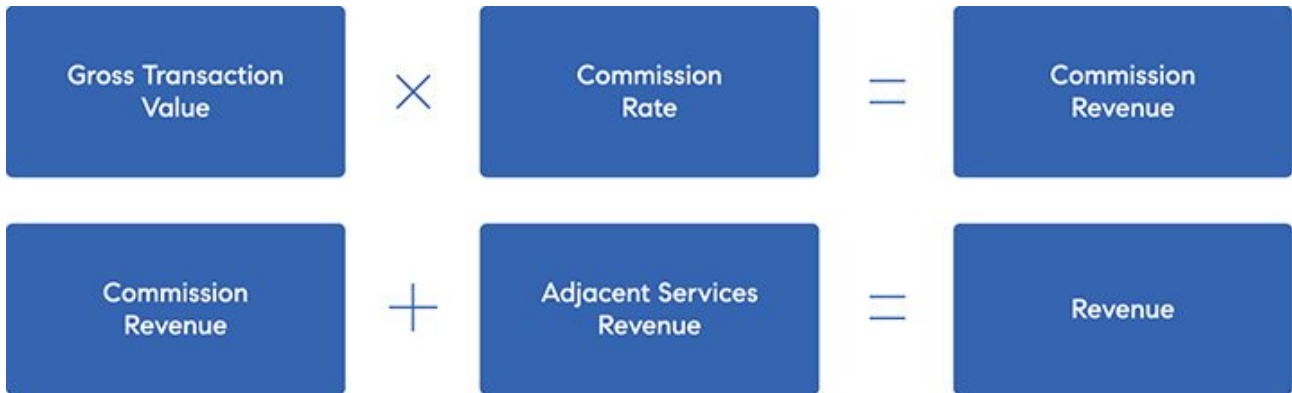 Gross Transaction
Value
×
Commission
Rate
=
Commission
Revenue
Commission
Revenue
+
Adjacent Services
Revenue
=
Revenue